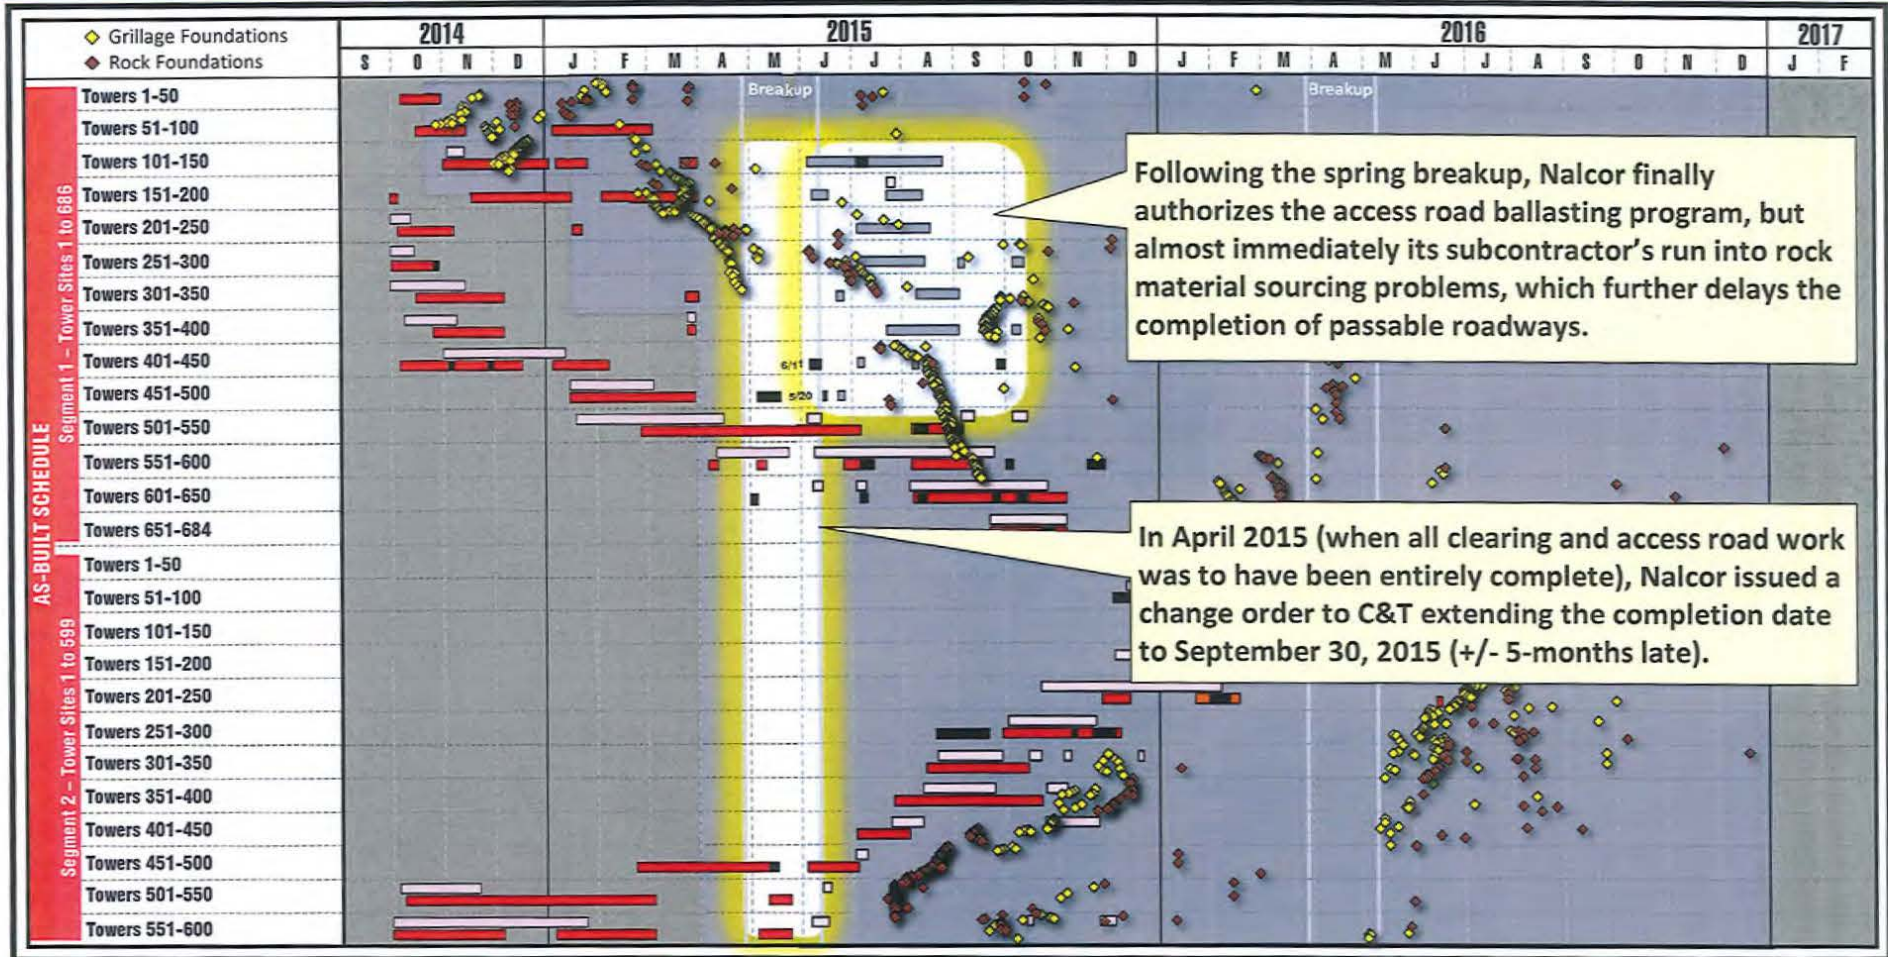 Grillage Foundations
Rock Foundations
2014
2015
2016
2017
S O N D J F M A M J J A S O N D J F M A M J J A S O N D J F
AS-BUILT SCHEDULE
Segment 1 – Tower Sites 1 to 686
Towers 1-50
Towers 51-100
Towers 101-150
Towers 151-200
Towers 201-250
Towers 251-300
Towers 301-350
Towers 351-400
Towers 401-450
Towers 451-500
Towers 501-550
Towers 551-600
Towers 601-650
Towers 651-684
Segment 2 – Tower Sites 1 to 599
Towers 1-50
Towers 51-100
Towers 101-150
Towers 151-200
Towers 201-250
Towers 251-300
Towers 301-350
Towers 351-400
Towers 401-450
Towers 451-500
Towers 501-550
Towers 551-600
Breakup
Breakup
6/11
5/20
Following the spring breakup, Nalcor finally
authorizes the access road ballasting program, but
almost immediately its subcontractor's run into rock
material sourcing problems, which further delays the
completion of passable roadways.
In April 2015 (when all clearing and access road work
was to have been entirely complete), Nalcor issued a
change order to C&T extending the completion date
to September 30, 2015 (+/- 5-months late).